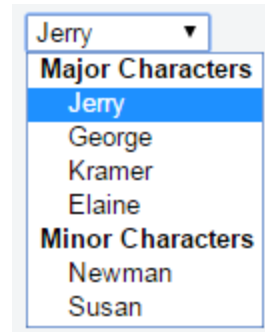 Jerry
Major Characters
Jerry
George
Kramer
Elaine
Minor Characters
Newman
Susan